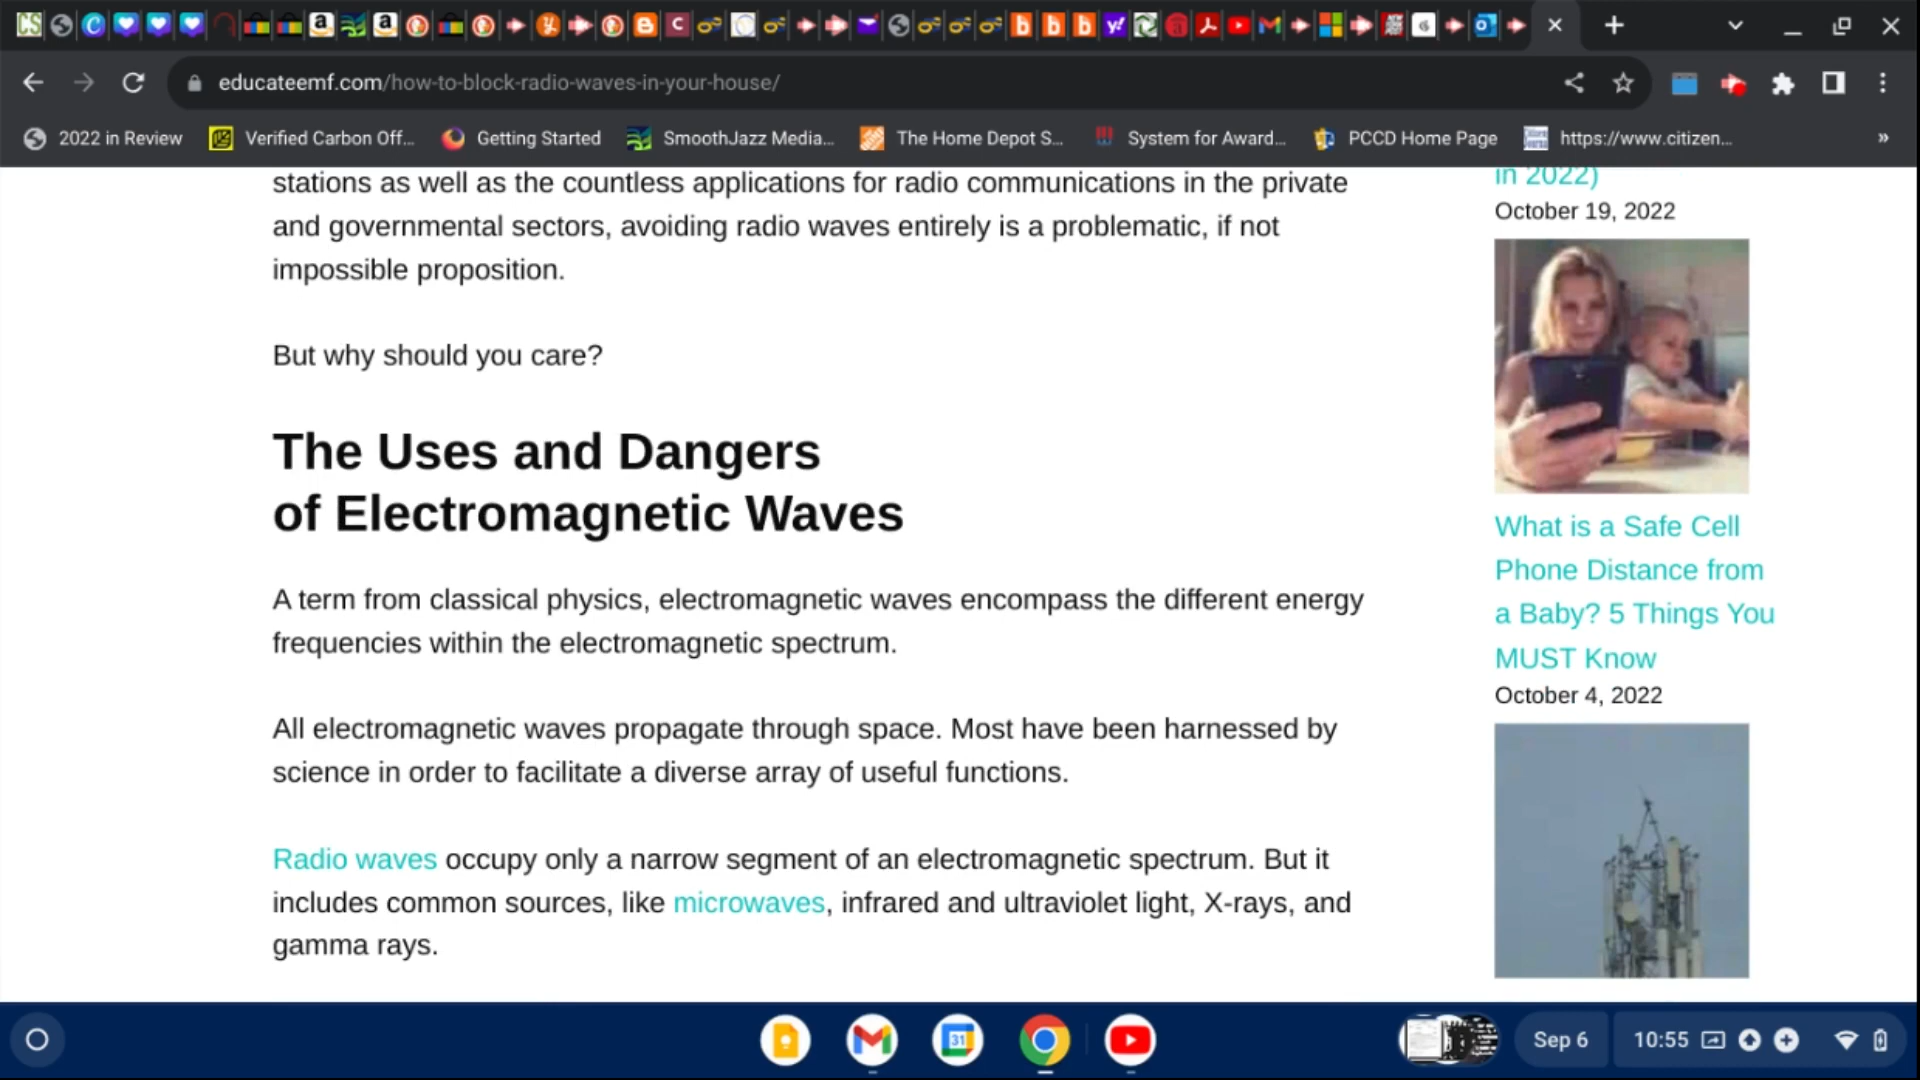 educateemf.com/how-to-block-radio-waves-in-your-house/
2022 in Review
Verified Carbon Off...
Getting Started
SmoothJazz Media...
The Home Depot S...
System for Award...
PCCD Home Page
https://www.citizen...
»
stations as well as the countless applications for radio communications in the private
and governmental sectors, avoiding radio waves entirely is a problematic, if not
impossible proposition.
But why should you care?
The Uses and Dangers
of Electromagnetic Waves
A term from classical physics, electromagnetic waves encompass the different energy
frequencies within the electromagnetic spectrum.
All electromagnetic waves propagate through space. Most have been harnessed by
science in order to facilitate a diverse array of useful functions.
Radio waves occupy only a narrow segment of an electromagnetic spectrum. But it
includes common sources, like microwaves, infrared and ultraviolet light, X-rays, and
gamma rays.
in 2022)
October 19, 2022
What is a Safe Cell
Phone Distance from
a Baby? 5 Things You
MUST Know
October 4, 2022
31
Sep 6
10:55